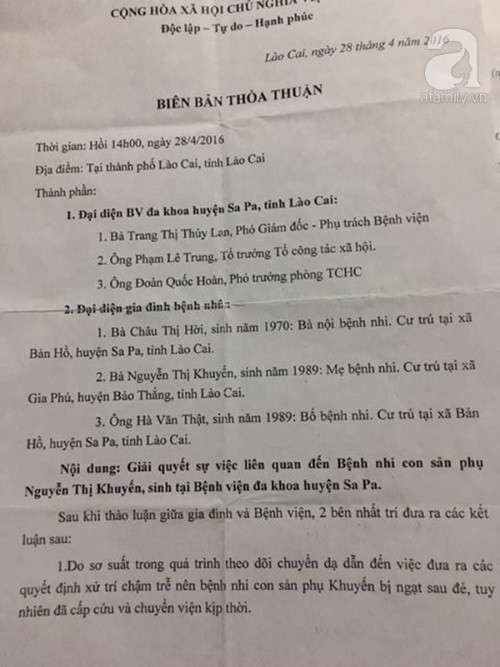 CỘNG HÒA XÃ HỘI CHỦ NGHĨA
Độc lập – Tự do – Hạnh phúc
Lào Cai, ngày 28 tháng 4 năm 2016
a
afamily.vn
BIÊN BẢN THỎA THUẬN
Thời gian: Hồi 14h00, ngày 28/4/2016
Địa điểm: Tại thành phố Lào Cai, tỉnh Lào Cai
Thành phần:
1. Đại diện BV đa khoa huyện Sa Pa, tỉnh Lào Cai:
1. Bà Trang Thị Thúy Lan, Phó Giám đốc - Phụ trách Bệnh viện
2. Ông Phạm Lê Trung, Tổ trưởng Tổ công tác xã hội.
3. Ông Đoàn Quốc Hoàn, Phó trưởng phòng TCHC
2. Đại diện gia đình bệnh nhân
1. Bà Châu Thị Hời, sinh năm 1970: Bà nội bệnh nhi. Cư trú tại xã
Bản Hồ, huyện Sa Pa, tỉnh Lào Cai.
2. Bà Nguyễn Thị Khuyến, sinh năm 1989: Mẹ bệnh nhi. Cư trú tại xã
Gia Phú, huyện Bảo Thắng, tỉnh Lào Cai.
3. Ông Hà Văn Thật, sinh năm 1989: Bố bệnh nhi. Cư trú tại xã Bản
Hồ, huyện Sa Pa, tỉnh Lào Cai.
Nội dung: Giải quyết sự việc liên quan đến Bệnh nhi con sản phụ
Nguyễn Thị Khuyến, sinh tại Bệnh viện đa khoa huyện Sa Pa.
Sau khi thảo luận giữa gia đình và Bệnh viện, 2 bên nhất trí đưa ra các kết
luận sau:
1.Do sơ suất trong quá trình theo dõi chuyển dạ dẫn đến việc đưa ra các
quyết định xử trí chậm trễ nên bệnh nhi con sản phụ Khuyến bị ngạt sau đẻ, tuy
nhiên đã cấp cứu và chuyển viện kịp thời.